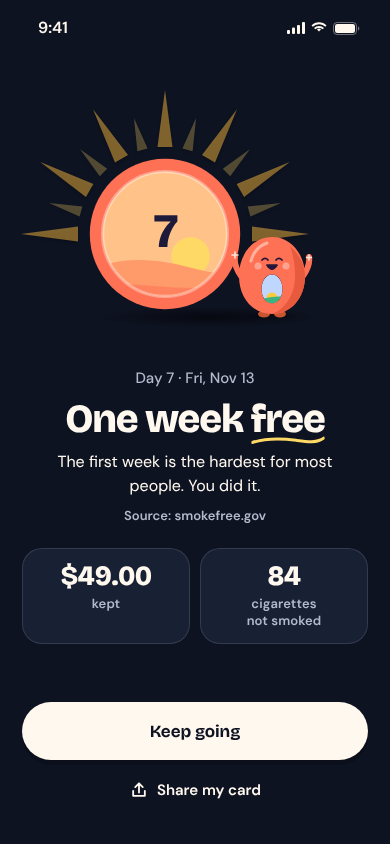 9:41
7
Day 7 · Fri, Nov 13
One week free
The first week is the hardest for most
people. You did it.
Source: smokefree.gov
$49.00
kept
84
cigarettes
not smoked
Keep going
Share my card